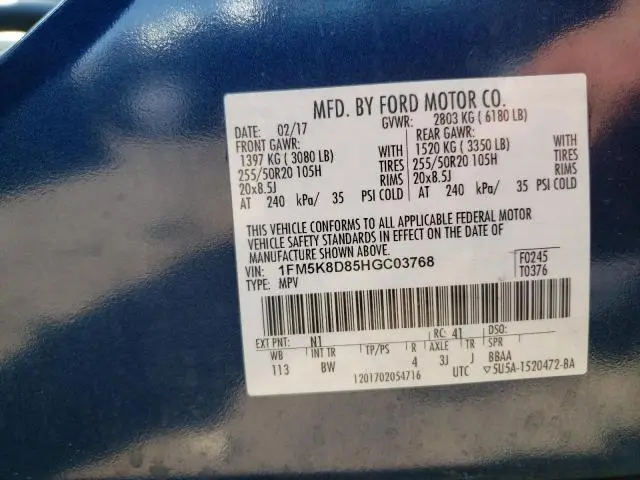 MFD. BY FORD MOTOR CO.
DATE: 02/17 GVWR: 2803 KG ( 6180 LB)
FRONT GAWR: REAR GAWR:
1397 KG ( 3080 LB) WITH 1520 KG ( 3350 LB) WITH
255/50R20 105H TIRES 255/50R20 105H TIRES
20x8.5J RIMS 20x8.5J RIMS
AT 240 kPa/ 35 PSI COLD AT 240 kPa/ 35 PSI COLD
THIS VEHICLE CONFORMS TO ALL APPLICABLE FEDERAL MOTOR
VEHICLE SAFETY STANDARDS IN EFFECT ON THE DATE OF
MANUFACTURE SHOWN ABOVE.
VIN: 1FM5K8D85HGC03768 F0245
TYPE: MPV T0376
EXT PNT: N1 RC: 41 DSO:
WB INT TR TP/PS R AXLE TR SPR
113 BW 4 3J J BBAA
1201702054716 UTC ▽5U5A-1520472-BA